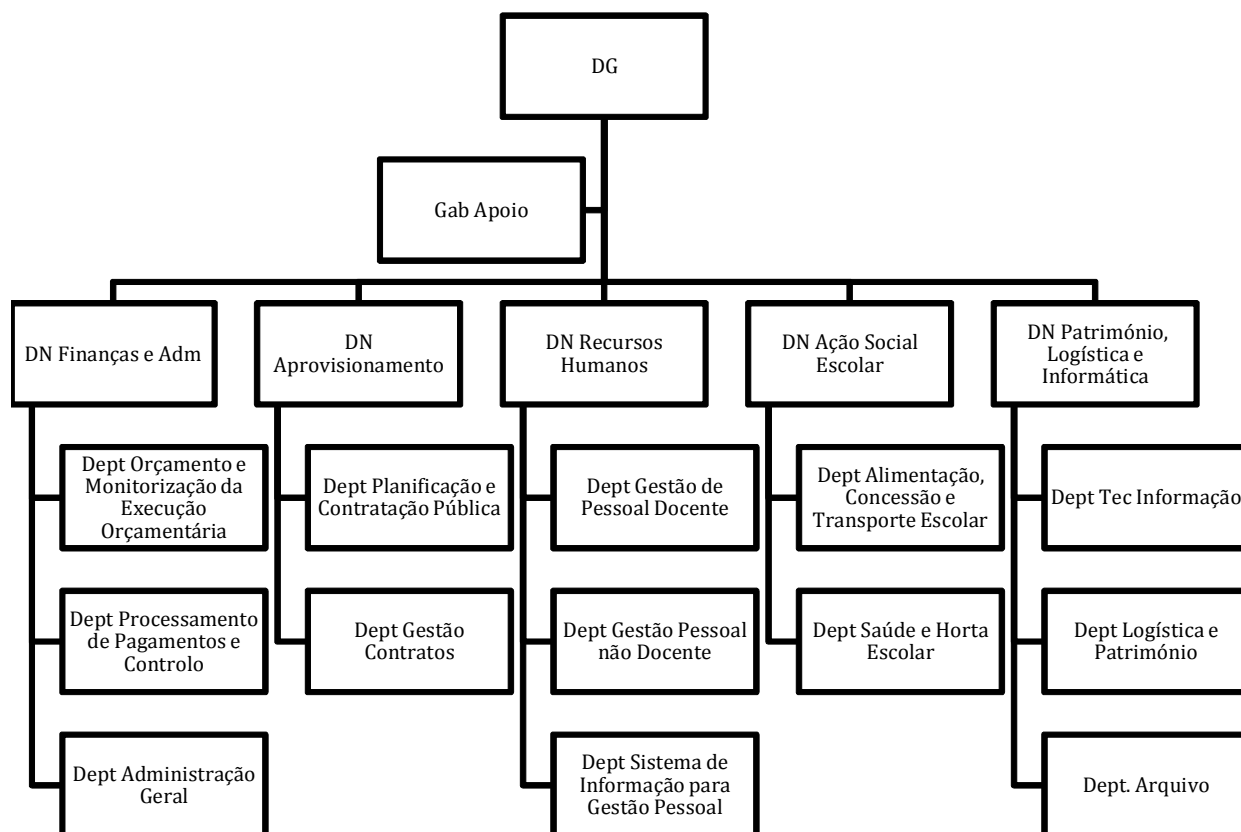 DG
Gab Apoio
DN Finanças e Adm
DN
Aprovisionamento
DN Recursos
Humanos
DN Ação Social
Escolar
DN Património,
Logística e
Informática
Dept Orçamento e
Monitorização da
Execução
Orçamentária
Dept Processamento
de Pagamentos e
Controlo
Dept Administração
Geral
Dept Planificação e
Contratação Pública
Dept Gestão
Contratos
Dept Gestão de
Pessoal Docente
Dept Gestão Pessoal
não Docente
Dept Sistema de
Informação para
Gestão Pessoal
Dept Alimentação,
Concessão e
Transporte Escolar
Dept Saúde e Horta
Escolar
Dept Tec Informação
Dept Logística e
Património
Dept. Arquivo